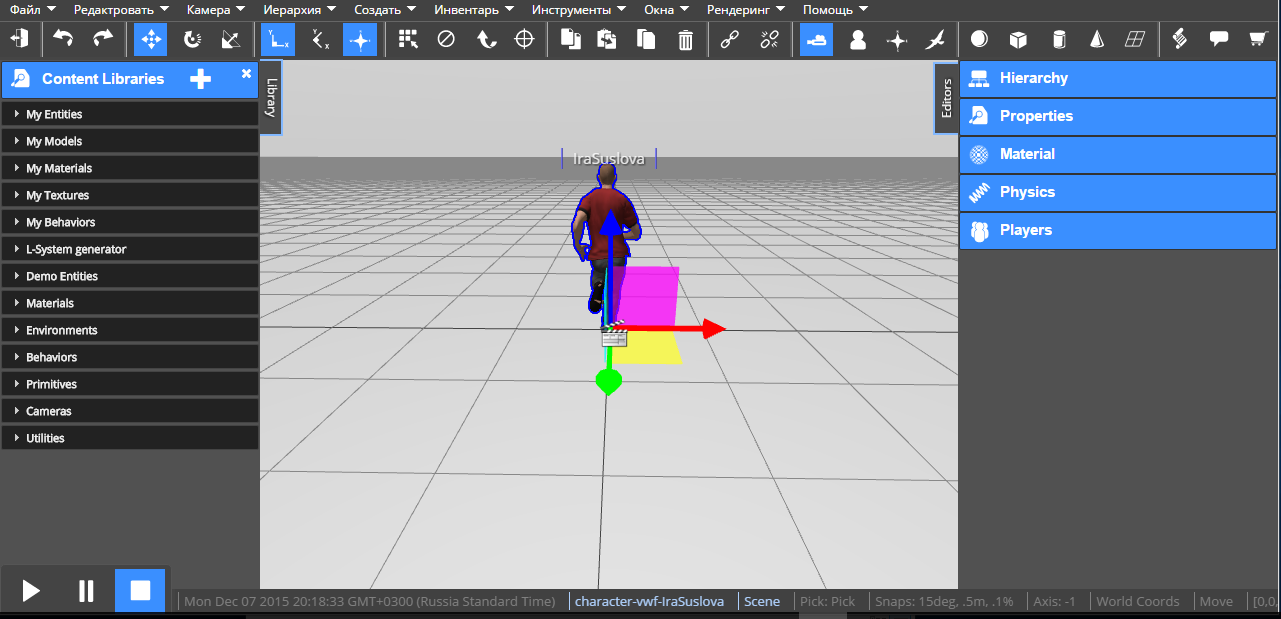 Файл Редактировать Камера Иерархия Создать Инвентарь Инструменты Окна Рендеринг Помощь
Content Libraries
My Entities
My Models
My Materials
My Textures
My Behaviors
L-System generator
Demo Entities
Materials
Environments
Behaviors
Primitives
Cameras
Utilities
Library
IraSuslova
Editors
Hierarchy
Properties
Material
Physics
Players
Mon Dec 07 2015 20:18:33 GMT+0300 (Russia Standard Time) character-vwf-IraSuslova Scene Pick: Pick Snaps: 15deg, .5m, .1% Axis: -1 World Coords Move [0,0,